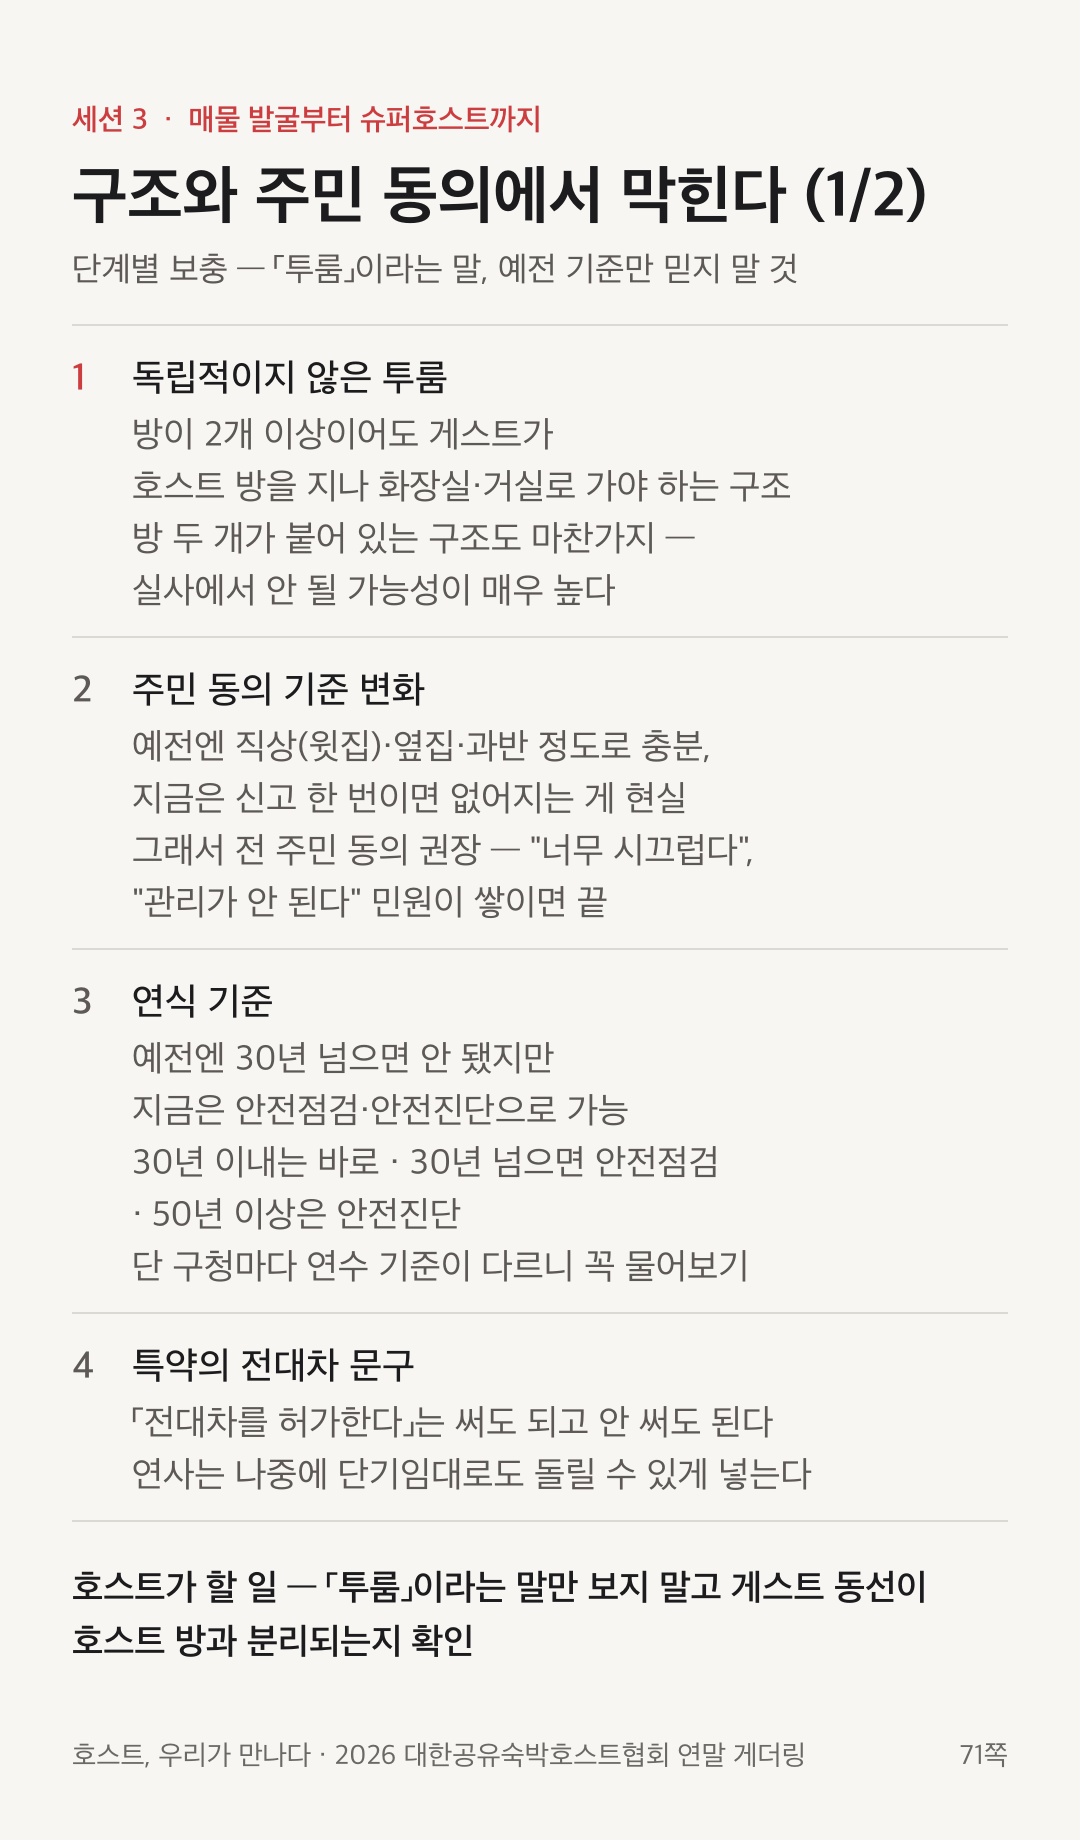 세션 3 · 매물 발굴부터 슈퍼호스트까지
구조와 주민 동의에서 막힌다 (1/2)
단계별 보충 — 「투룸」이라는 말, 예전 기준만 믿지 말 것
1 독립적이지 않은 투룸
방이 2개 이상이어도 게스트가
호스트 방을 지나 화장실·거실로 가야 하는 구조
방 두 개가 붙어 있는 구조도 마찬가지 —
실사에서 안 될 가능성이 매우 높다
2 주민 동의 기준 변화
예전엔 직상(윗집)·옆집·과반 정도로 충분,
지금은 신고 한 번이면 없어지는 게 현실
그래서 전 주민 동의 권장 — "너무 시끄럽다",
"관리가 안 된다" 민원이 쌓이면 끝
3 연식 기준
예전엔 30년 넘으면 안 됐지만
지금은 안전점검·안전진단으로 가능
30년 이내는 바로 · 30년 넘으면 안전점검
· 50년 이상은 안전진단
단 구청마다 연수 기준이 다르니 꼭 물어보기
4 특약의 전대차 문구
「전대차를 허가한다」는 써도 되고 안 써도 된다
연사는 나중에 단기임대로도 돌릴 수 있게 넣는다
호스트가 할 일 — 「투룸」이라는 말만 보지 말고 게스트 동선이
호스트 방과 분리되는지 확인
호스트, 우리가 만나다 · 2026 대한공유숙박호스트협회 연말 게더링 71쪽